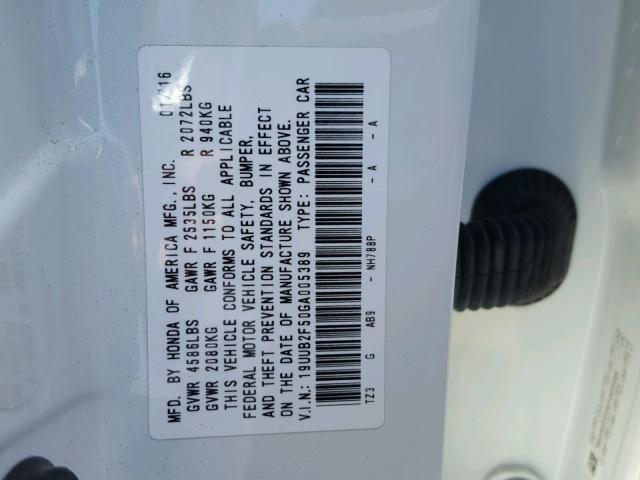 MFD. BY HONDA OF AMERICA MFG., INC. 01/16
GVWR 4586LBS GAWR F 2535LBS R 2072LBS
GVWR 2080KG GAWR F 1150KG R 940KG
THIS VEHICLE CONFORMS TO ALL APPLICABLE
FEDERAL MOTOR VEHICLE SAFETY, BUMPER,
AND THEFT PREVENTION STANDARDS IN EFFECT
ON THE DATE OF MANUFACTURE SHOWN ABOVE.
V.I.N.: 19UUB2F50GA005389 TYPE: PASSENGER CAR
TZ3 G AB9 - NH788P - A - A